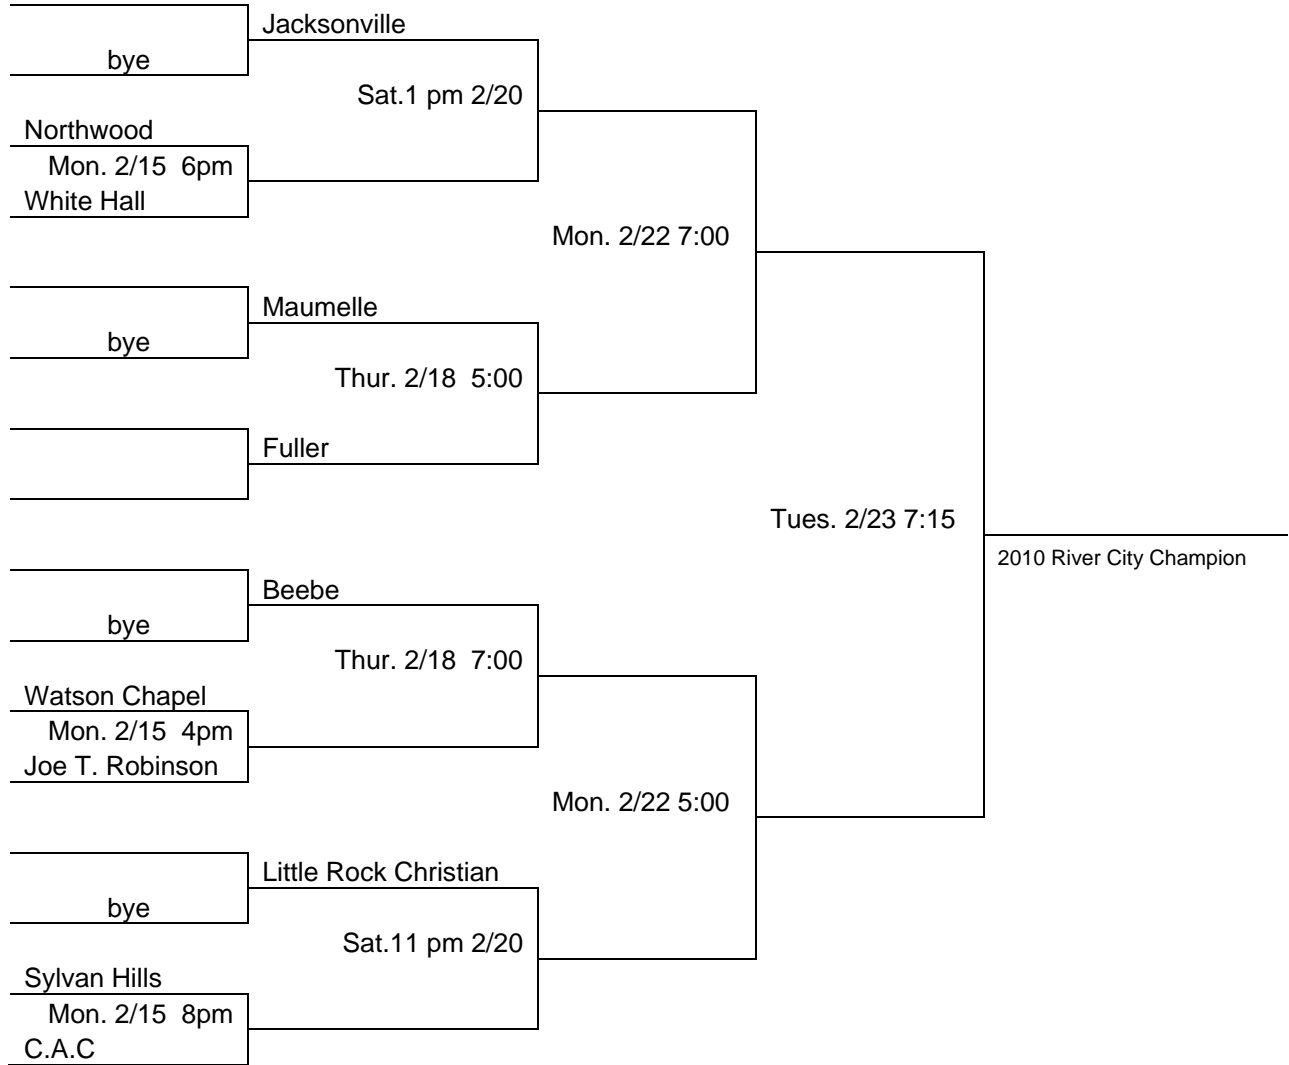 Jacksonville
bye
Sat.1 pm 2/20
Northwood
Mon. 2/15  6pm
White Hall
Mon. 2/22 7:00
Maumelle
bye
Thur. 2/18  5:00
Fuller
Tues. 2/23 7:15
2010 River City Champion
Beebe
bye
Thur. 2/18  7:00
Watson Chapel
Mon. 2/15  4pm
Joe T. Robinson
Mon. 2/22 5:00
Little Rock Christian
bye
Sat.11 pm 2/20
Sylvan Hills
Mon. 2/15  8pm
C.A.C